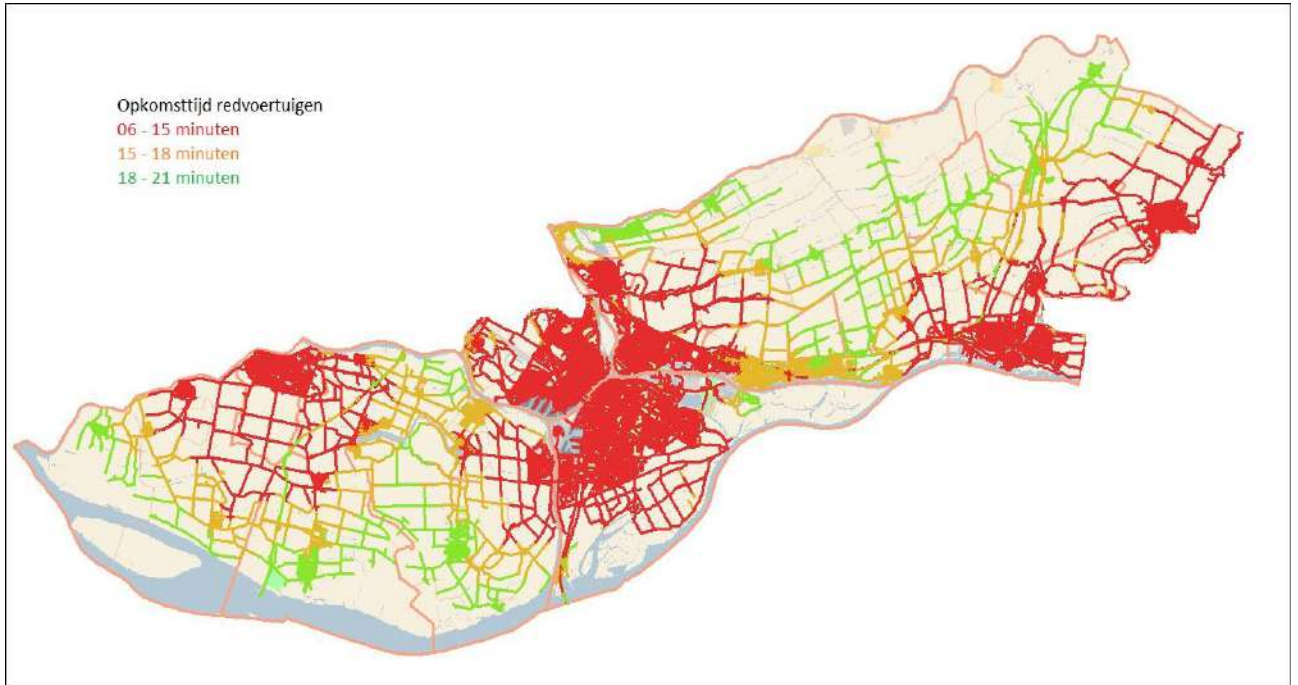 Opkomsttijd redvoertuigen
06 - 15 minuten
15 - 18 minuten
18 - 21 minuten